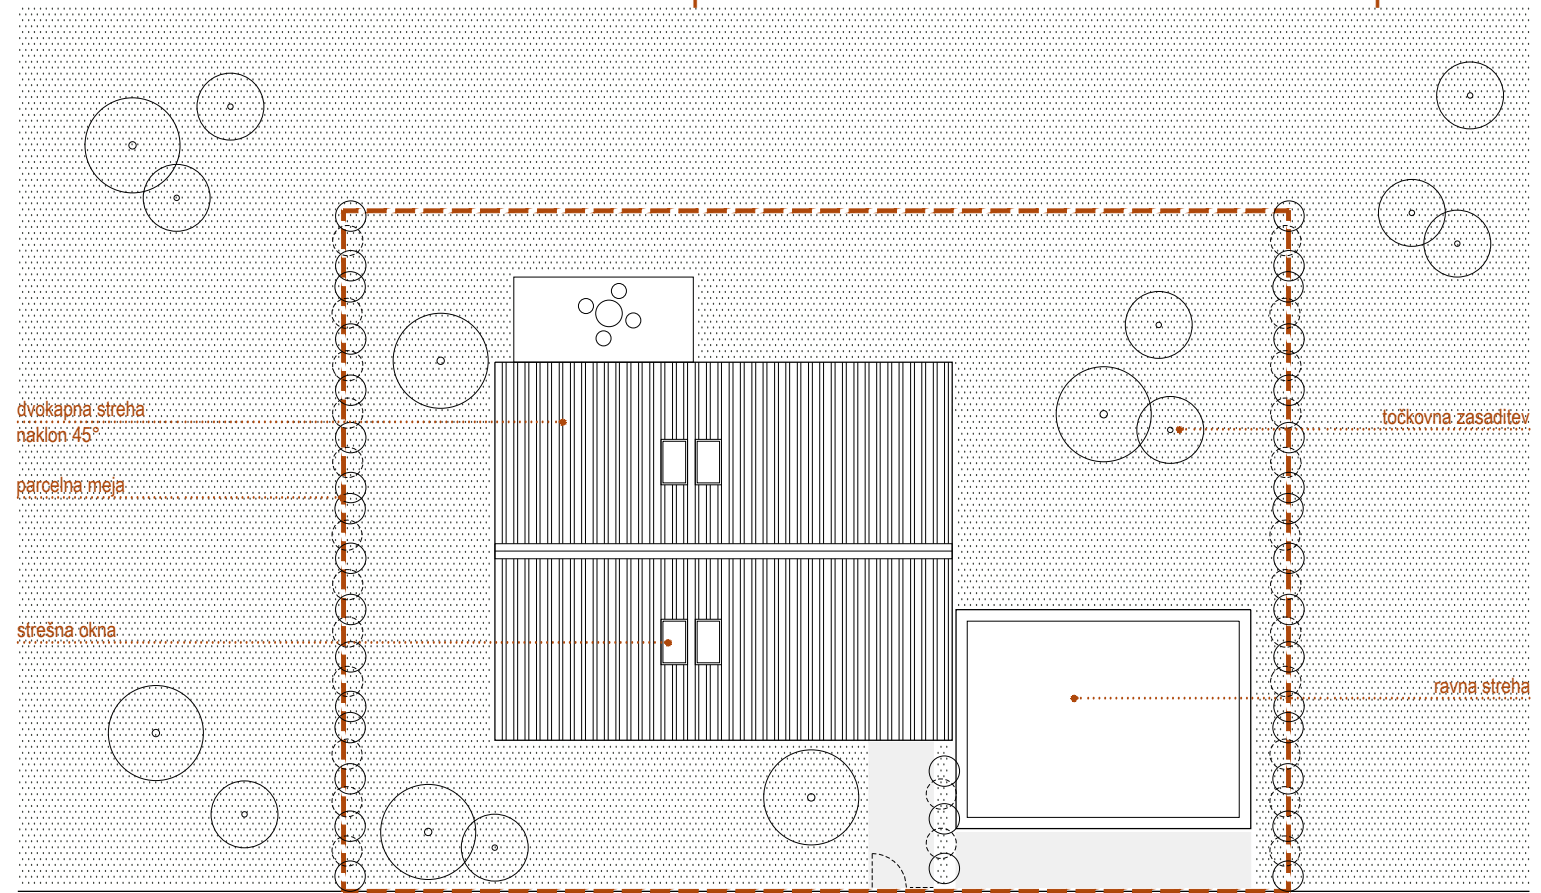 dvokapna streha
naklon 45°
točkovna zasaditev
parcelna meja
strešna okna
ravna streha